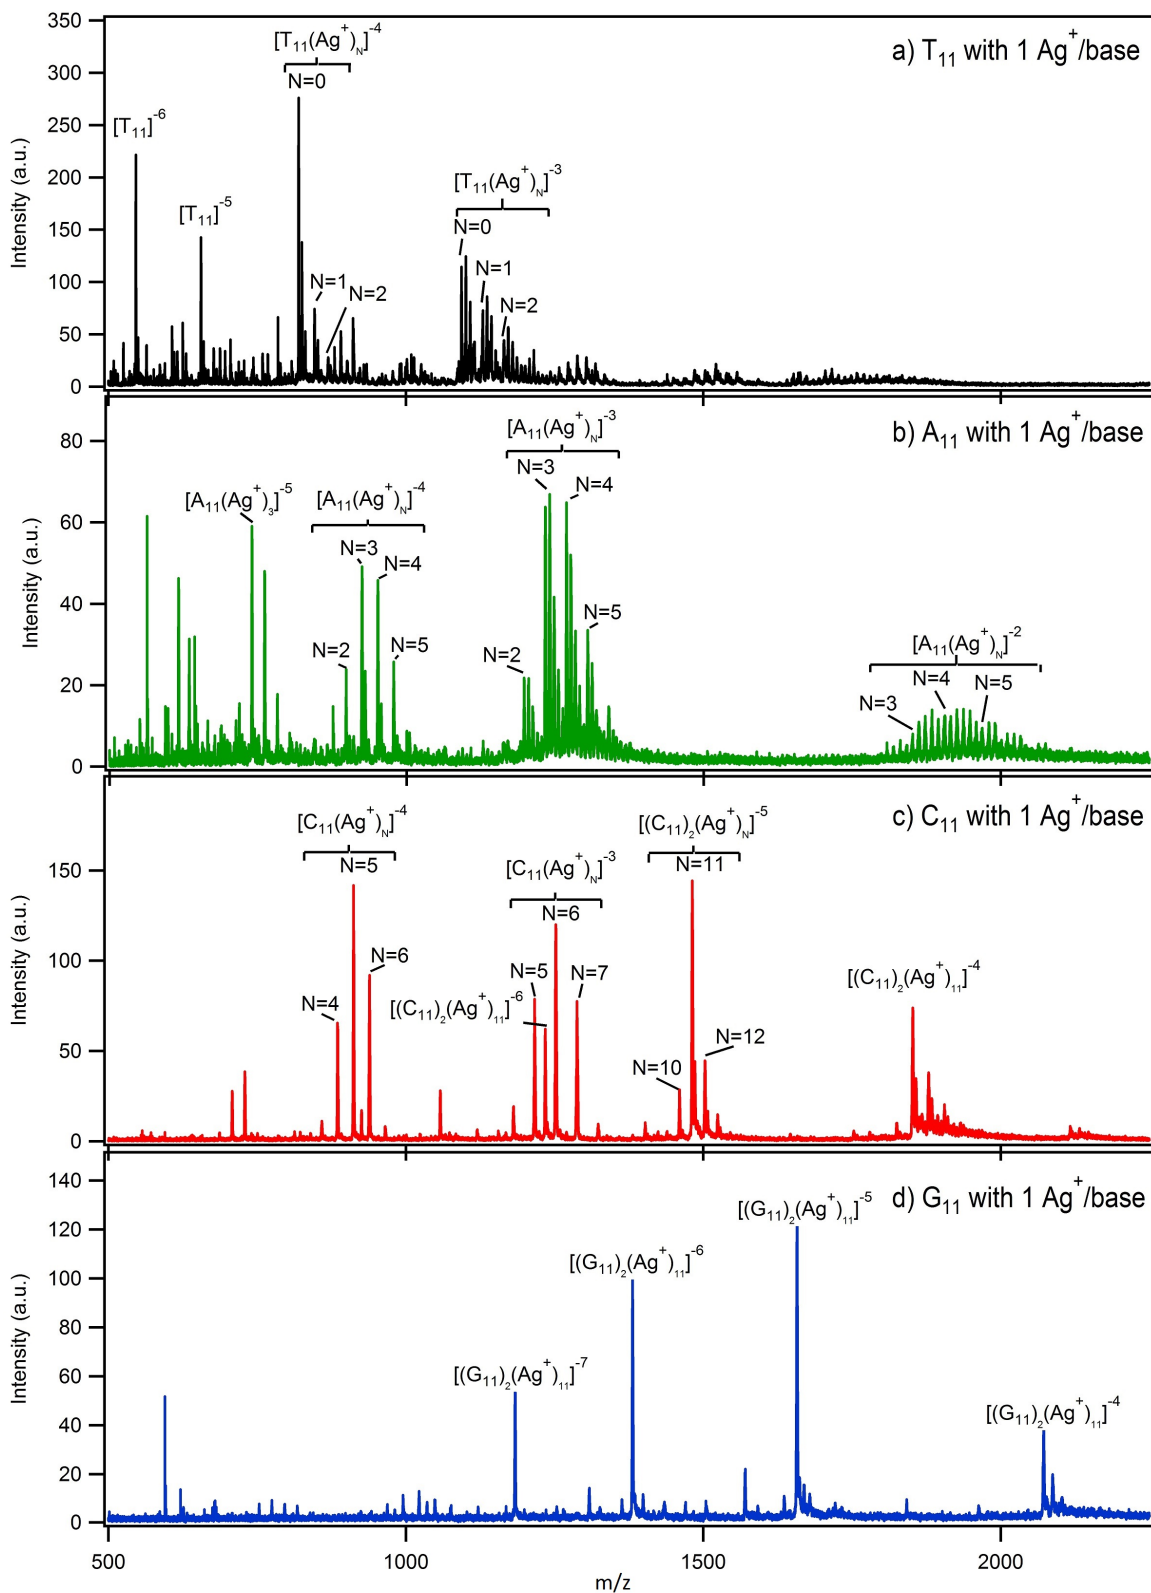 350
300
250
200
150
100
50
0
Intensity (a.u.)
a) T₁₁ with 1 Ag⁺/base
[T₁₁(Ag⁺)ₙ]⁻⁴
N=0
[T₁₁]⁻⁶
[T₁₁]⁻⁵
N=1
N=2
[T₁₁(Ag⁺)ₙ]⁻³
N=0
N=1
N=2
80
60
40
20
0
Intensity (a.u.)
b) A₁₁ with 1 Ag⁺/base
[A₁₁(Ag⁺)₃]⁻⁵
[A₁₁(Ag⁺)ₙ]⁻⁴
N=3
N=4
N=2
N=5
[A₁₁(Ag⁺)ₙ]⁻³
N=3
N=4
N=5
N=2
[A₁₁(Ag⁺)ₙ]⁻²
N=4
N=5
N=3
150
100
50
0
Intensity (a.u.)
c) C₁₁ with 1 Ag⁺/base
[C₁₁(Ag⁺)ₙ]⁻⁴
N=5
N=6
N=4
[C₁₁(Ag⁺)ₙ]⁻³
N=6
N=5
N=7
[(C₁₁)₂(Ag⁺)₁₁]⁻⁶
[(C₁₁)₂(Ag⁺)ₙ]⁻⁵
N=11
N=12
N=10
[(C₁₁)₂(Ag⁺)₁₁]⁻⁴
140
120
100
80
60
40
20
0
Intensity (a.u.)
d) G₁₁ with 1 Ag⁺/base
[(G₁₁)₂(Ag⁺)₁₁]⁻⁷
[(G₁₁)₂(Ag⁺)₁₁]⁻⁶
[(G₁₁)₂(Ag⁺)₁₁]⁻⁵
[(G₁₁)₂(Ag⁺)₁₁]⁻⁴
500
1000
1500
2000
m/z